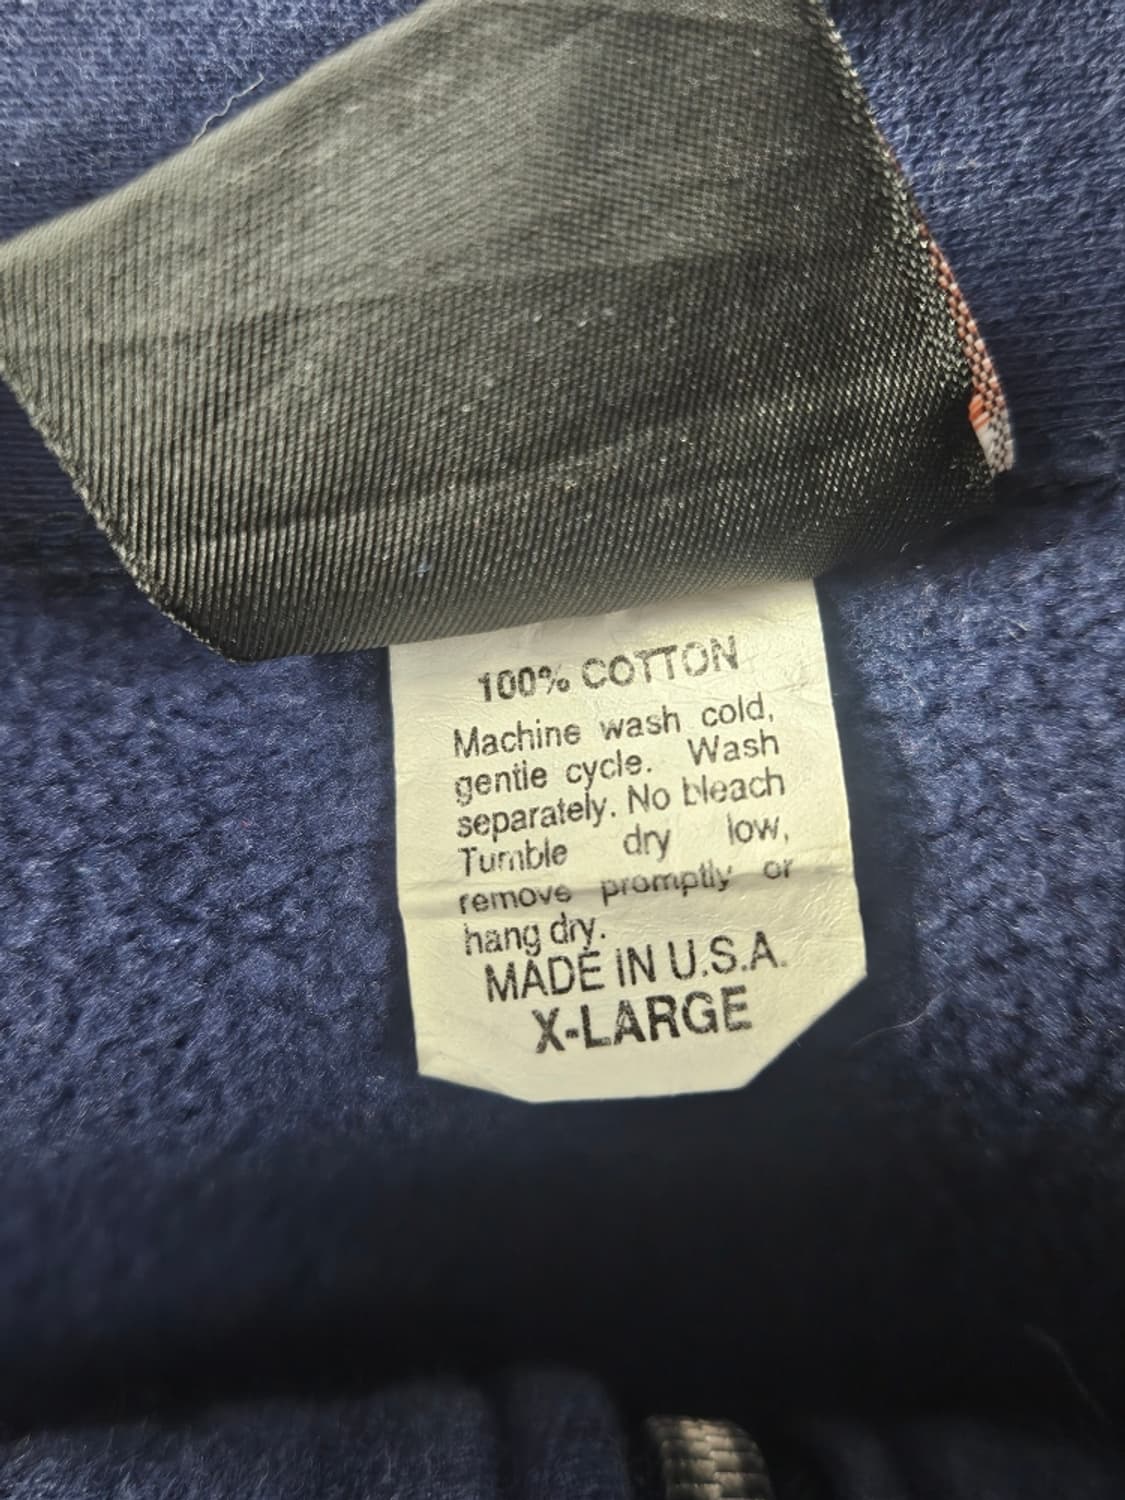 100% COTTON
Machine wash cold,
gentle cycle. Wash
separately. No bleach
Tumble dry low,
remove promptly or
hang dry.
MADE IN U.S.A.
X-LARGE